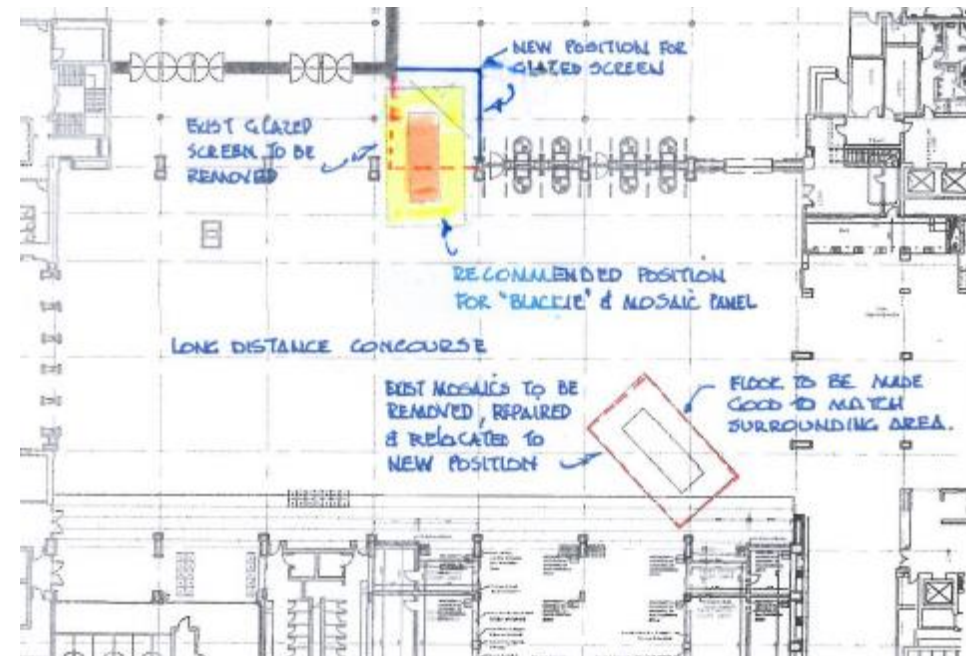 NEW POSITION FOR
GLAZED SCREEN
EXIST GLAZED
SCREEN TO BE
REMOVED
RECOMMENDED POSITION
FOR "BLACKIE" & MOSAIC PANEL
LONG DISTANCE CONCOURSE
EXIST MOSAICS TO BE
REMOVED, REPAIRED
& RELOCATED TO
NEW POSITION
FLOOR TO BE MADE
GOOD TO MATCH
SURROUNDING AREA.